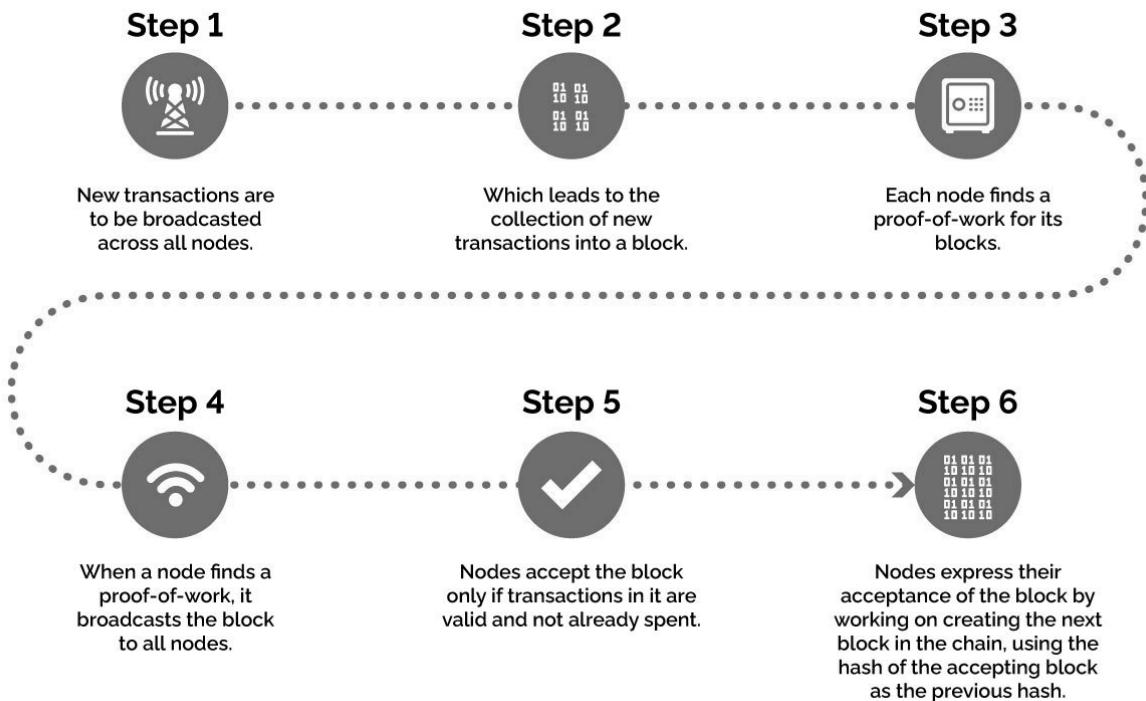 Step 1
New transactions are
to be broadcasted
across all nodes.
Step 2
01 01
10 10
01 01
10 10
Which leads to the
collection of new
transactions into a block.
Step 3
Each node finds a
proof-of-work for its
blocks.
Step 4
When a node finds a
proof-of-work, it
broadcasts the block
to all nodes.
Step 5
Nodes accept the block
only if transactions in it are
valid and not already spent.
Step 6
01 01 01
10 10 10
01 01 01
10 10 10
01 01 01
10 10 10
Nodes express their
acceptance of the block by
working on creating the next
block in the chain, using the
hash of the accepting block
as the previous hash.